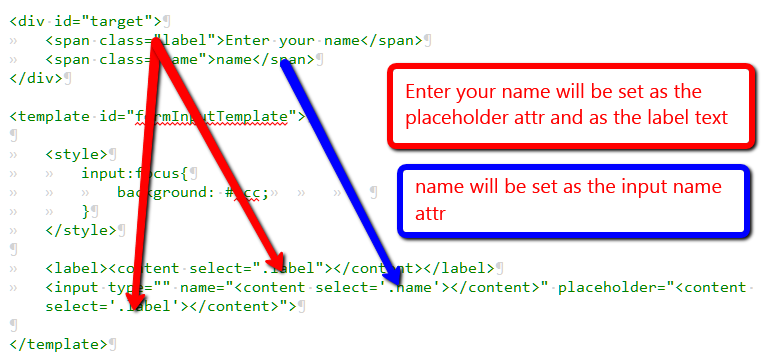 <div id="target">
<span class="label">Enter your name</span>
<span class="name">name</span>
</div>
Enter your name will be set as the
placeholder attr and as the label text
<template id="formInputTemplate">
<style>
input:focus{
background:
}
</style>
name will be set as the input name
attr
<label><content select=".label"></content></label>
<input type="" name="<content select='.name'></content>" placeholder="<content
select='.label'></content>">
</template>